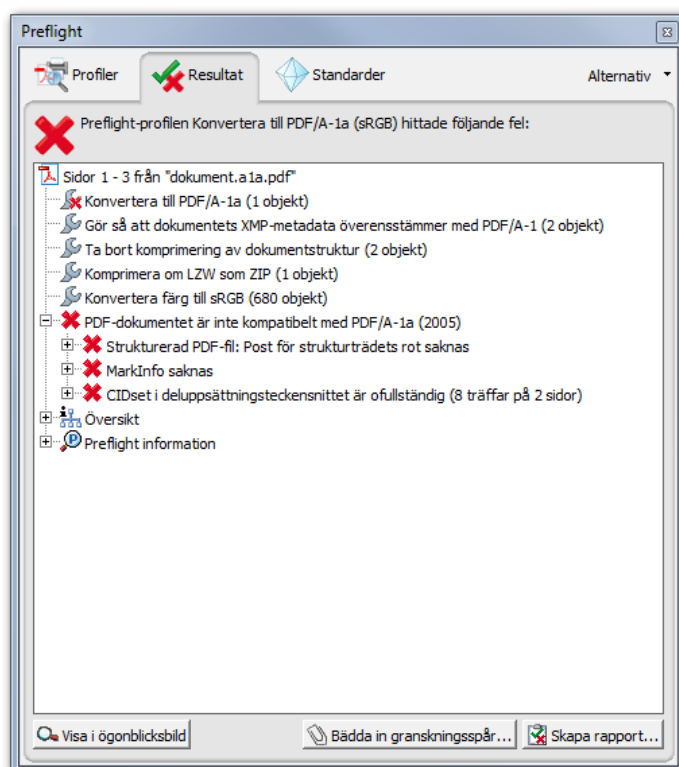 Preflight
Profiler
Resultat
Standarder
Alternativ
Preflight-profilen Konvertera till PDF/A-1a (sRGB) hittade följande fel:
Sidor 1 - 3 från "dokument.a1a.pdf"
Konvertera till PDF/A-1a (1 objekt)
Gör så att dokumentets XMP-metadata överensstämmer med PDF/A-1 (2 objekt)
Ta bort komprimering av dokumentstruktur (2 objekt)
Komprimera om LZW som ZIP (1 objekt)
Konvertera färg till sRGB (680 objekt)
PDF-dokumentet är inte kompatibelt med PDF/A-1a (2005)
Strukturerad PDF-fil: Post för strukturträdets rot saknas
MarkInfo saknas
CIDset i deluppsättningsteckensnittet är ofullständig (8 träffar på 2 sidor)
Översikt
Preflight information
Visa i ögonblicksbild
Bädda in granskningsspår...
Skapa rapport...